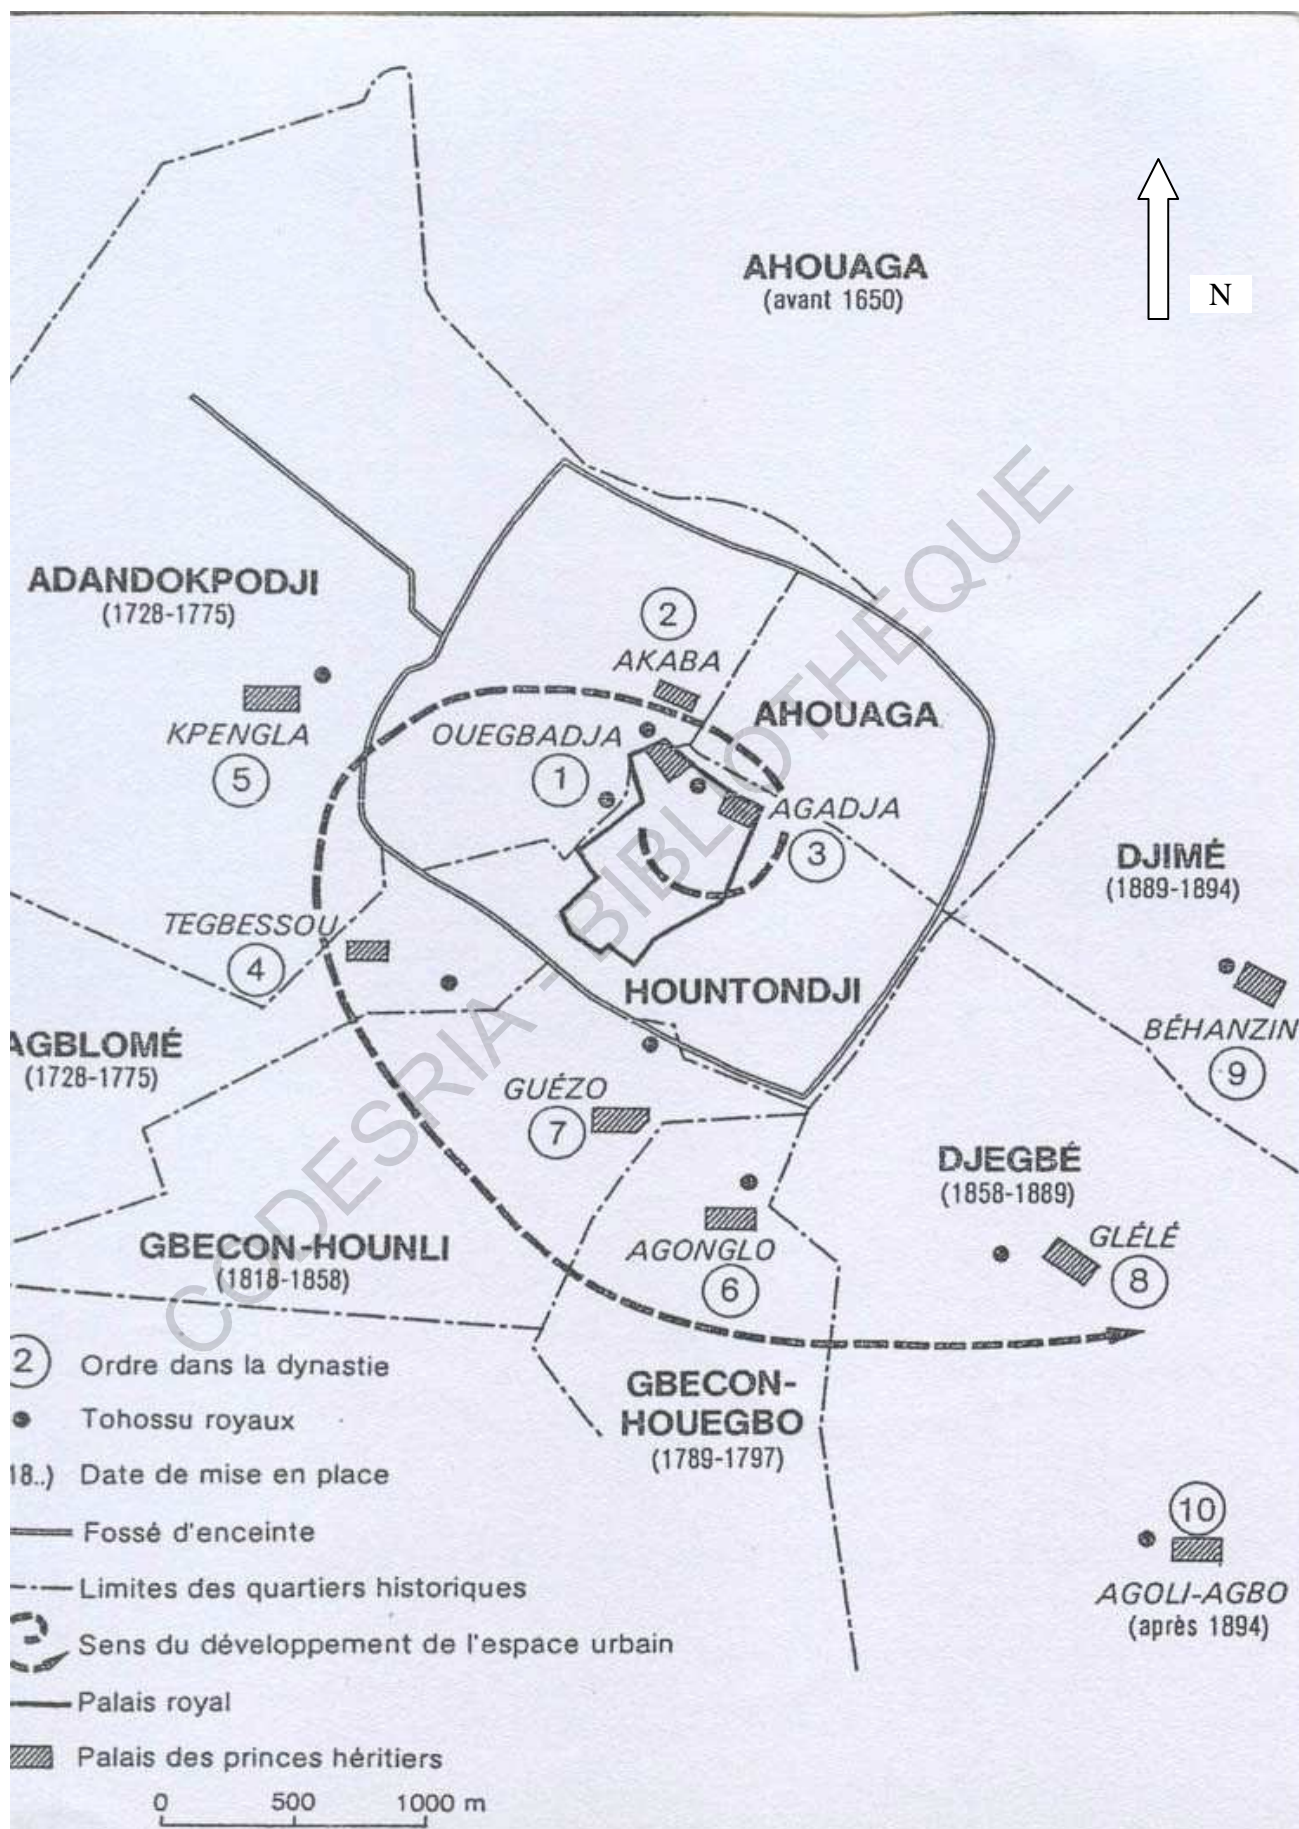 AHOUAGA
(avant 1650)
N
ADANDOKPODJI
(1728-1775)
2
AKABA
AHOUAGA
KPENGLA
5
OUEGBADJA
1
AGADJA
3
DJIMÉ
(1889-1894)
TEGBESSOU
4
HOUNTONDJI
BÉHANZIN
9
AGBLOMÉ
(1728-1775)
GUÉZO
7
DJEGBÉ
(1858-1889)
GBECON-HOUNLI
(1818-1858)
AGONGLO
6
GLÉLÉ
8
GBECON-
HOUEGBO
(1789-1797)
10
AGOLI-AGBO
(après 1894)
2 Ordre dans la dynastie
Tohossu royaux
18..) Date de mise en place
Fossé d'enceinte
Limites des quartiers historiques
Sens du développement de l'espace urbain
Palais royal
Palais des princes héritiers
0 500 1000 m
CODESRIA - BIBLIOTHEQUE